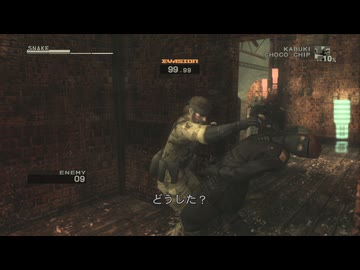 SNAKE
EVASION
99.99
KABUKI
CHOCO-CHIP
10%
ENEMY
09
どうした？